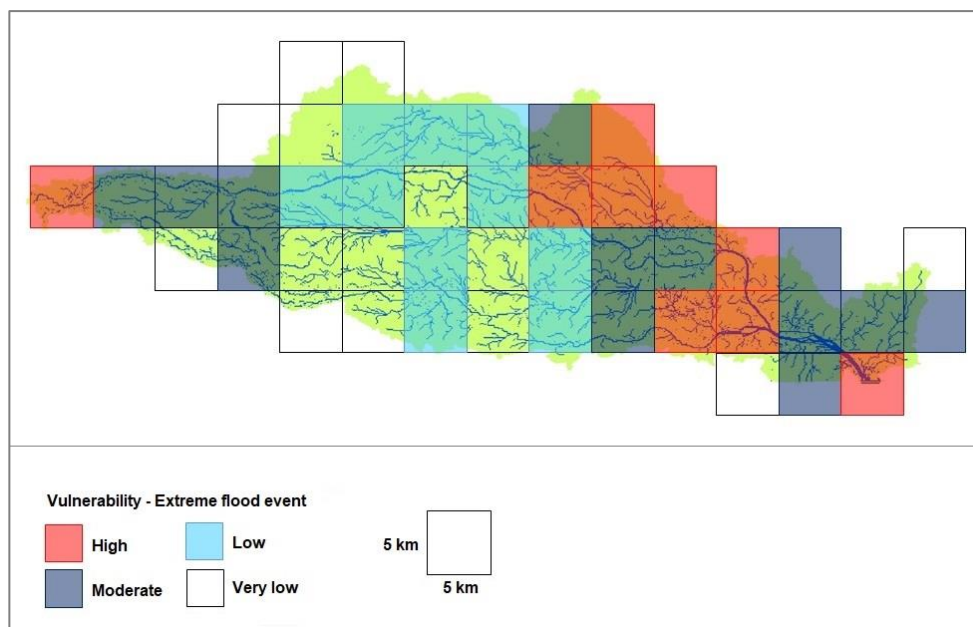 Vulnerability - Extreme flood event
High
Low
Moderate
Very low
5 km
5 km